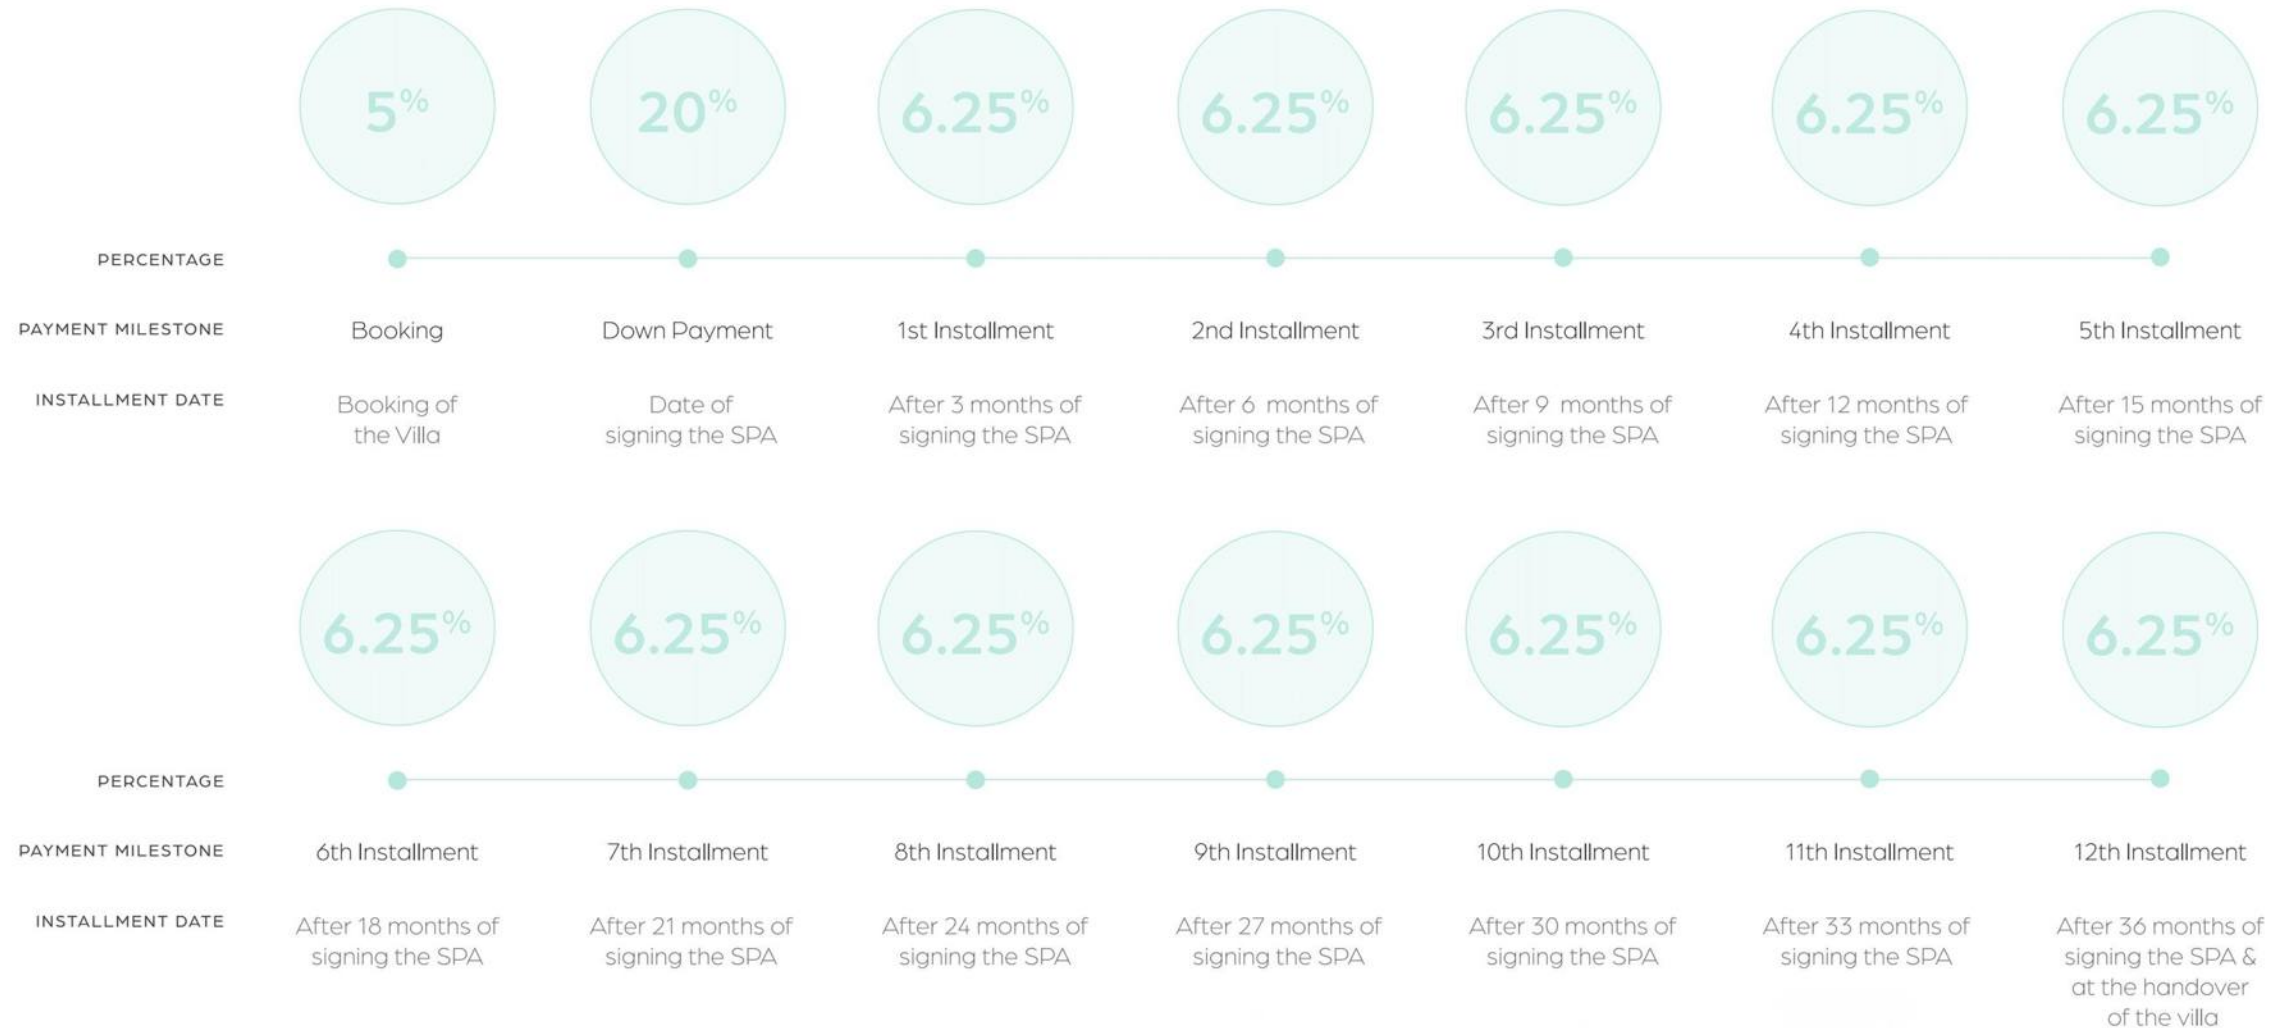 5%
20%
6.25%
6.25%
6.25%
6.25%
6.25%
PERCENTAGE
PAYMENT MILESTONE
Booking
Down Payment
1st Installment
2nd Installment
3rd Installment
4th Installment
5th Installment
INSTALLMENT DATE
Booking of
the Villa
Date of
signing the SPA
After 3 months of
signing the SPA
After 6 months of
signing the SPA
After 9 months of
signing the SPA
After 12 months of
signing the SPA
After 15 months of
signing the SPA
6.25%
6.25%
6.25%
6.25%
6.25%
6.25%
6.25%
PERCENTAGE
PAYMENT MILESTONE
6th Installment
7th Installment
8th Installment
9th Installment
10th Installment
11th Installment
12th Installment
INSTALLMENT DATE
After 18 months of
signing the SPA
After 21 months of
signing the SPA
After 24 months of
signing the SPA
After 27 months of
signing the SPA
After 30 months of
signing the SPA
After 33 months of
signing the SPA
After 36 months of
signing the SPA &
at the handover
of the villa